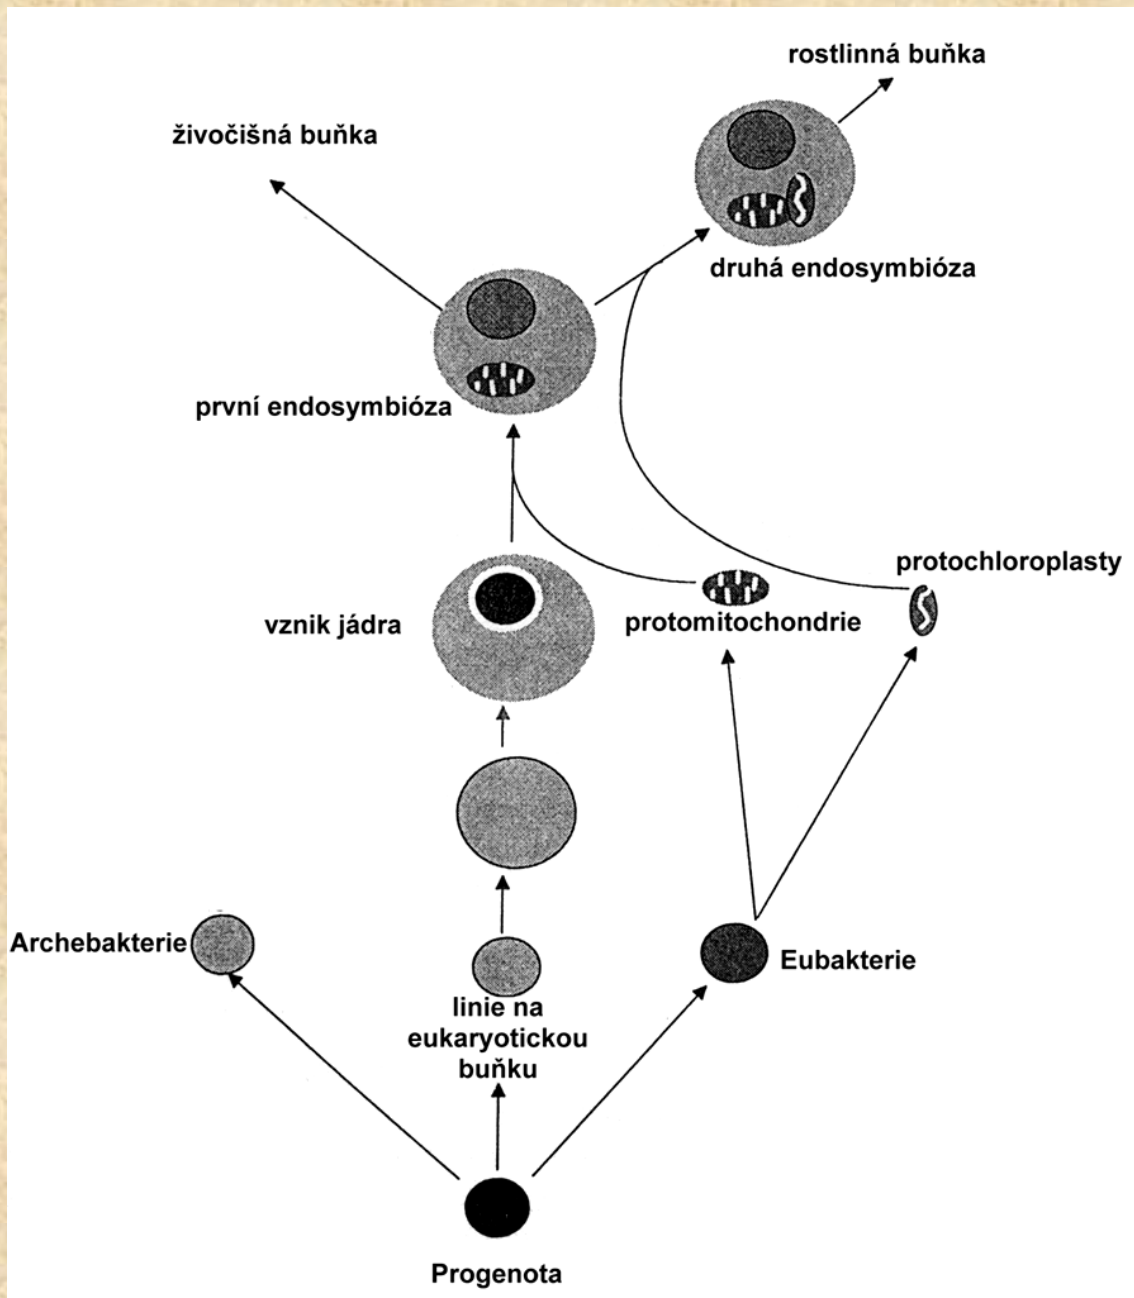 rostlinná buňka
živočišná buňka
druhá endosymbióza
první endosymbióza
protochloroplasty
vznik jádra
protomitochondrie
Archebakterie
Eubakterie
linie na
eukaryotickou
buňku
Progenota